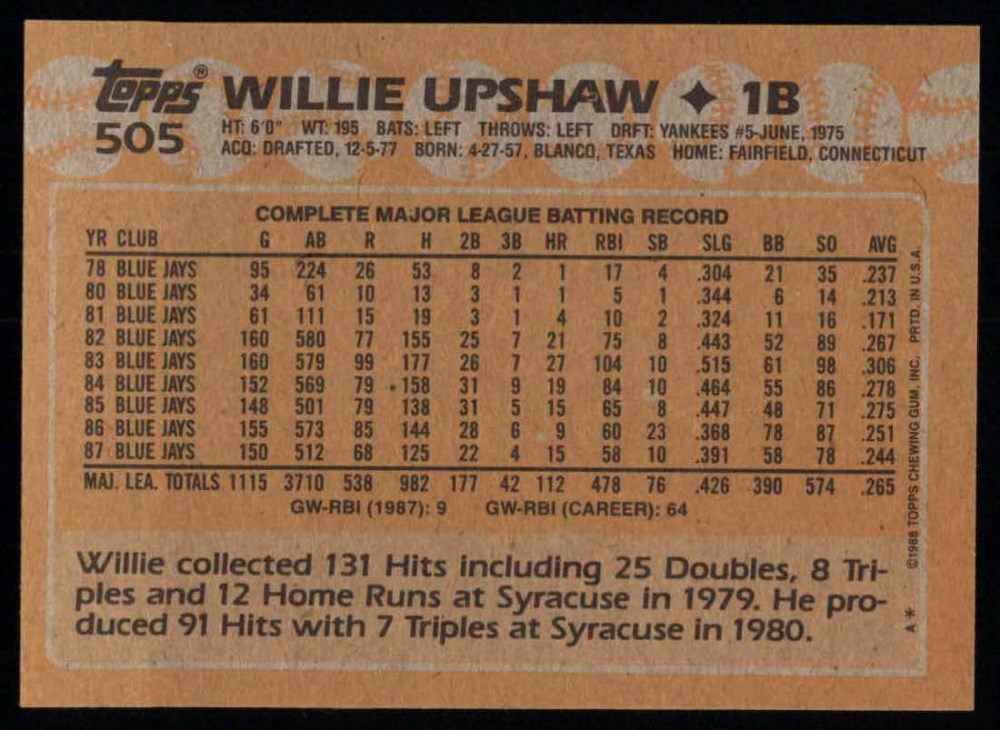 topps® WILLIE UPSHAW ✦ 1B
505
HT: 6'0" WT: 195 BATS: LEFT THROWS: LEFT DRFT: YANKEES #5-JUNE, 1975
ACQ: DRAFTED, 12-5-77 BORN: 4-27-57, BLANCO, TEXAS HOME: FAIRFIELD, CONNECTICUT
COMPLETE MAJOR LEAGUE BATTING RECORD
YR CLUB G AB R H 2B 3B HR RBI SB SLG BB SO AVG
78 BLUE JAYS 95 224 26 53 8 2 1 17 4 .304 21 35 .237
80 BLUE JAYS 34 61 10 13 3 1 1 5 1 .344 6 14 .213
81 BLUE JAYS 61 111 15 19 3 1 4 10 2 .324 11 16 .171
82 BLUE JAYS 160 580 77 155 25 7 21 75 8 .443 52 89 .267
83 BLUE JAYS 160 579 99 177 26 7 27 104 10 .515 61 98 .306
84 BLUE JAYS 152 569 79 158 31 9 19 84 10 .464 55 86 .278
85 BLUE JAYS 148 501 79 138 31 5 15 65 8 .447 48 71 .275
86 BLUE JAYS 155 573 85 144 28 6 9 60 23 .368 78 87 .251
87 BLUE JAYS 150 512 68 125 22 4 15 58 10 .391 58 78 .244
MAJ. LEA. TOTALS 1115 3710 538 982 177 42 112 478 76 .426 390 574 .265
GW-RBI (1987): 9 GW-RBI (CAREER): 64
Willie collected 131 Hits including 25 Doubles, 8 Tri-
ples and 12 Home Runs at Syracuse in 1979. He pro-
duced 91 Hits with 7 Triples at Syracuse in 1980.
A* ©1988 TOPPS CHEWING GUM, INC. PRTD. IN U.S.A.